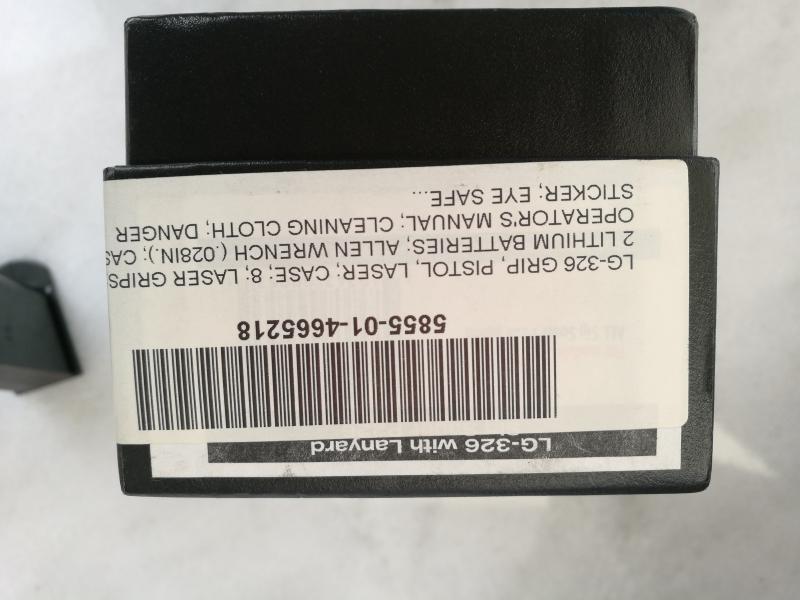 LG-326 with Lanyard
5855-01-4665218
LG-326 GRIP, PISTOL, LASER; CASE; 8; LASER GRIPS
2 LITHIUM BATTERIES; ALLEN WRENCH (.028IN.); CAS
OPERATOR'S MANUAL; CLEANING CLOTH; DANGER
STICKER; EYE SAFE...